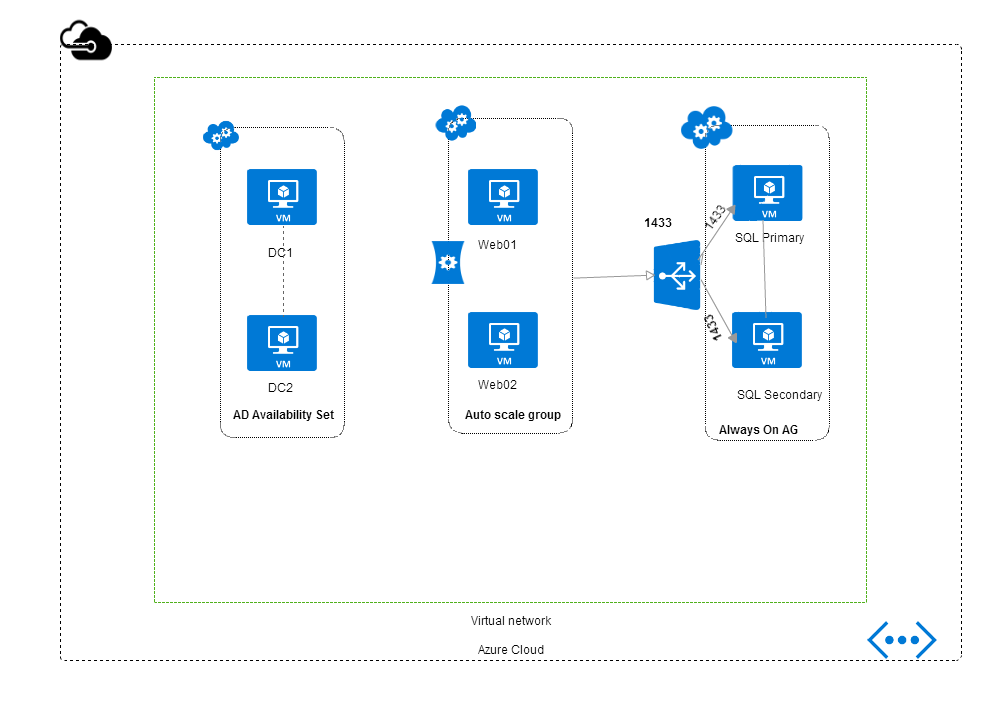 VM
DC1
VM
DC2
AD Availability Set
VM
Web01
VM
Web02
Auto scale group
1433
1433
1433
VM
SQL Primary
VM
SQL Secondary
Always On AG
Virtual network
Azure Cloud